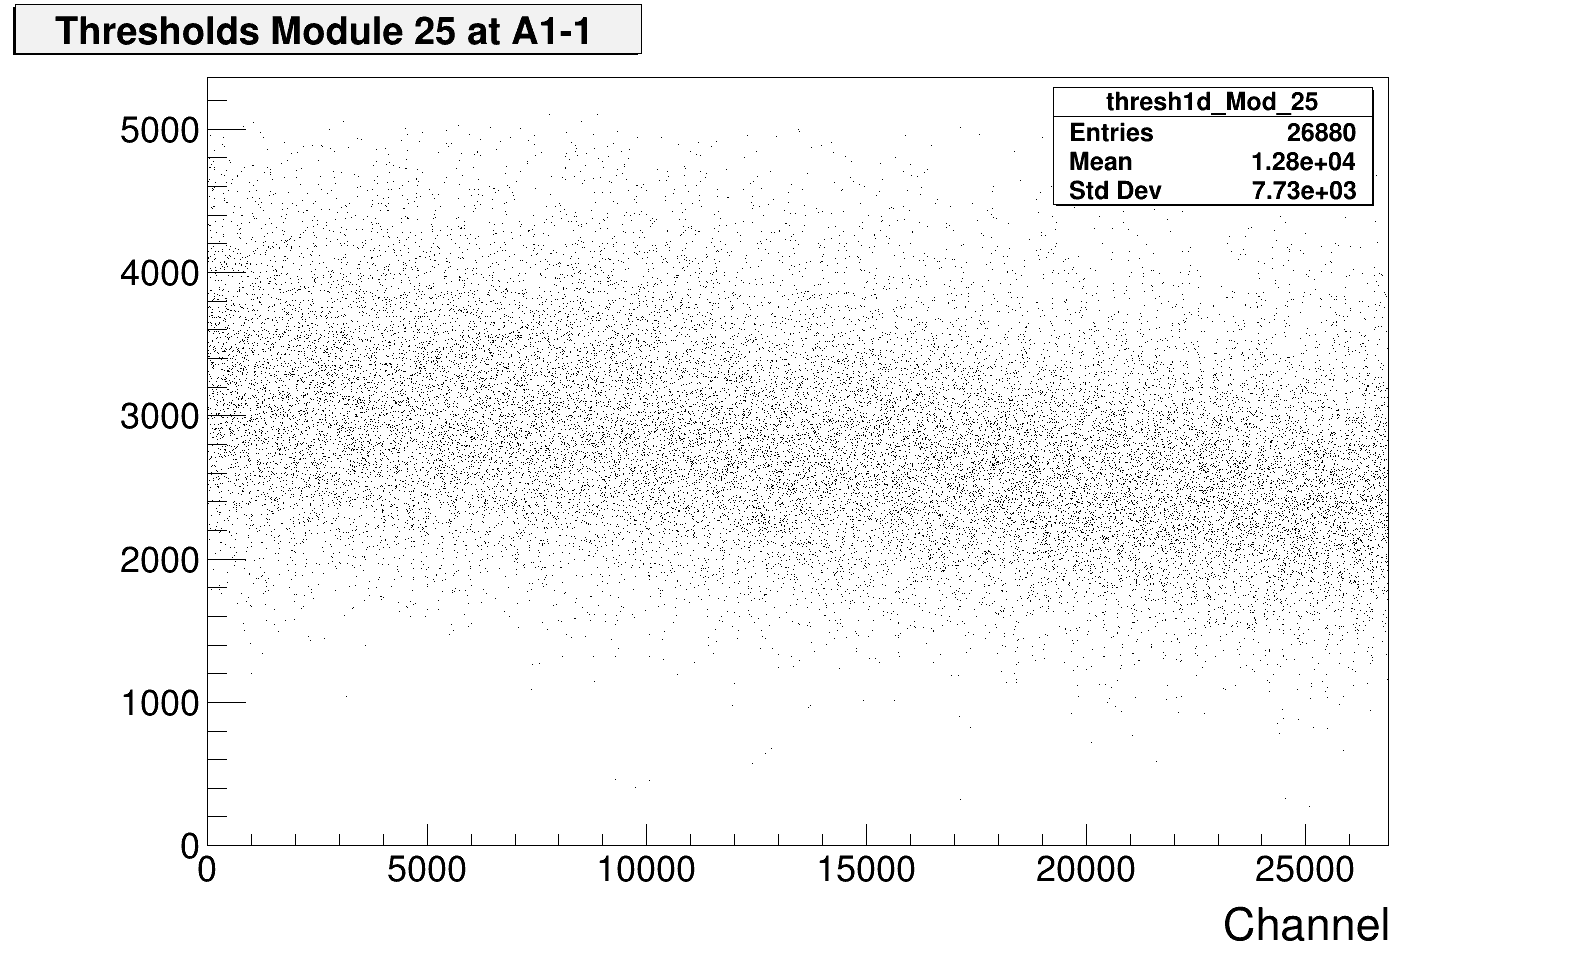 Thresholds Module 25 at A1-1
thresh1d_Mod_25
Entries 26880
Mean 1.28e+04
Std Dev 7.73e+03
5000
4000
3000
2000
1000
0
0 5000 10000 15000 20000 25000
Channel